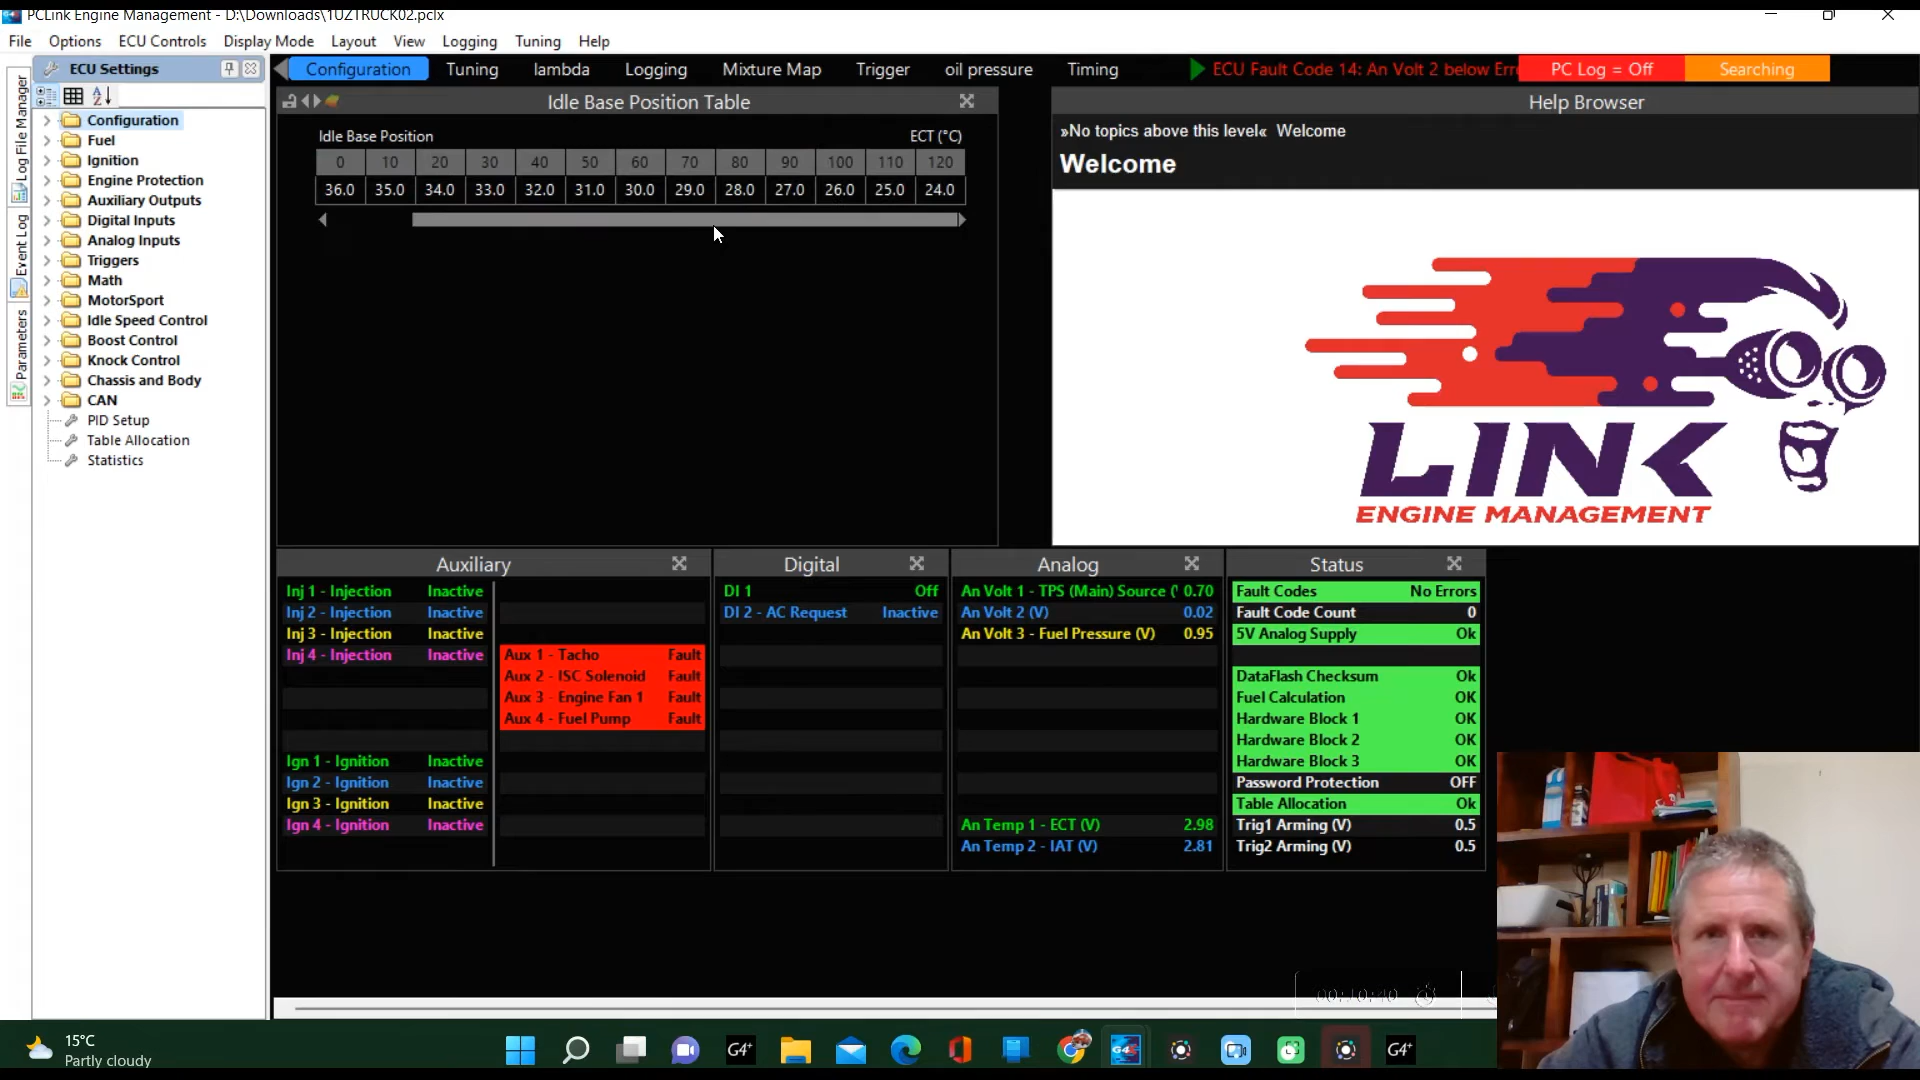 PCLink Engine Management - D:\Downloads\1UZTRUCK02.pclx
File Options ECU Controls Display Mode Layout View Logging Tuning Help
ECU Settings
Log File Manager
Event Log
Parameters
Configuration
Fuel
Ignition
Engine Protection
Auxiliary Outputs
Digital Inputs
Analog Inputs
Triggers
Math
MotorSport
Idle Speed Control
Boost Control
Knock Control
Chassis and Body
CAN
PID Setup
Table Allocation
Statistics
Configuration Tuning lambda Logging Mixture Map Trigger oil pressure Timing
ECU Fault Code 14: An Volt 2 below Err
PC Log = Off
Searching
Idle Base Position Table
Idle Base Position ECT (°C)
0 10 20 30 40 50 60 70 80 90 100 110 120
36.0 35.0 34.0 33.0 32.0 31.0 30.0 29.0 28.0 27.0 26.0 25.0 24.0
Help Browser
»No topics above this level« Welcome
Welcome
LINK
ENGINE MANAGEMENT
Auxiliary
Inj 1 - Injection Inactive
Inj 2 - Injection Inactive
Inj 3 - Injection Inactive
Inj 4 - Injection Inactive
Ign 1 - Ignition Inactive
Ign 2 - Ignition Inactive
Ign 3 - Ignition Inactive
Ign 4 - Ignition Inactive
Aux 1 - Tacho Fault
Aux 2 - ISC Solenoid Fault
Aux 3 - Engine Fan 1 Fault
Aux 4 - Fuel Pump Fault
Digital
DI 1 Off
DI 2 - AC Request Inactive
Analog
An Volt 1 - TPS (Main) Source (\ 0.70
An Volt 2 (V) 0.02
An Volt 3 - Fuel Pressure (V) 0.95
An Temp 1 - ECT (V) 2.98
An Temp 2 - IAT (V) 2.81
Status
Fault Codes No Errors
Fault Code Count 0
5V Analog Supply Ok
DataFlash Checksum Ok
Fuel Calculation OK
Hardware Block 1 OK
Hardware Block 2 OK
Hardware Block 3 OK
Password Protection OFF
Table Allocation Ok
Trig1 Arming (V) 0.5
Trig2 Arming (V) 0.5
15°C
Partly cloudy
G4+
G4+